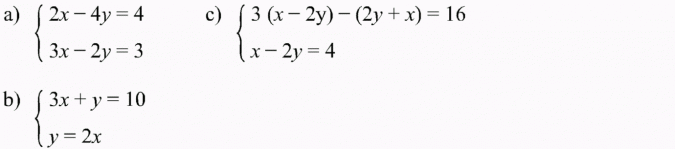 a) { 2x – 4y = 4
3x – 2y = 3
b) { 3x + y = 10
y = 2x
c) { 3 (x – 2y) – (2y + x) = 16
x – 2y = 4